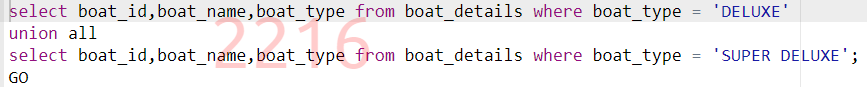 select boat_id,boat_name,boat_type from boat_details where boat_type = 'DELUXE'
union all
select boat_id,boat_name,boat_type from boat_details where boat_type = 'SUPER DELUXE';
GO
2216